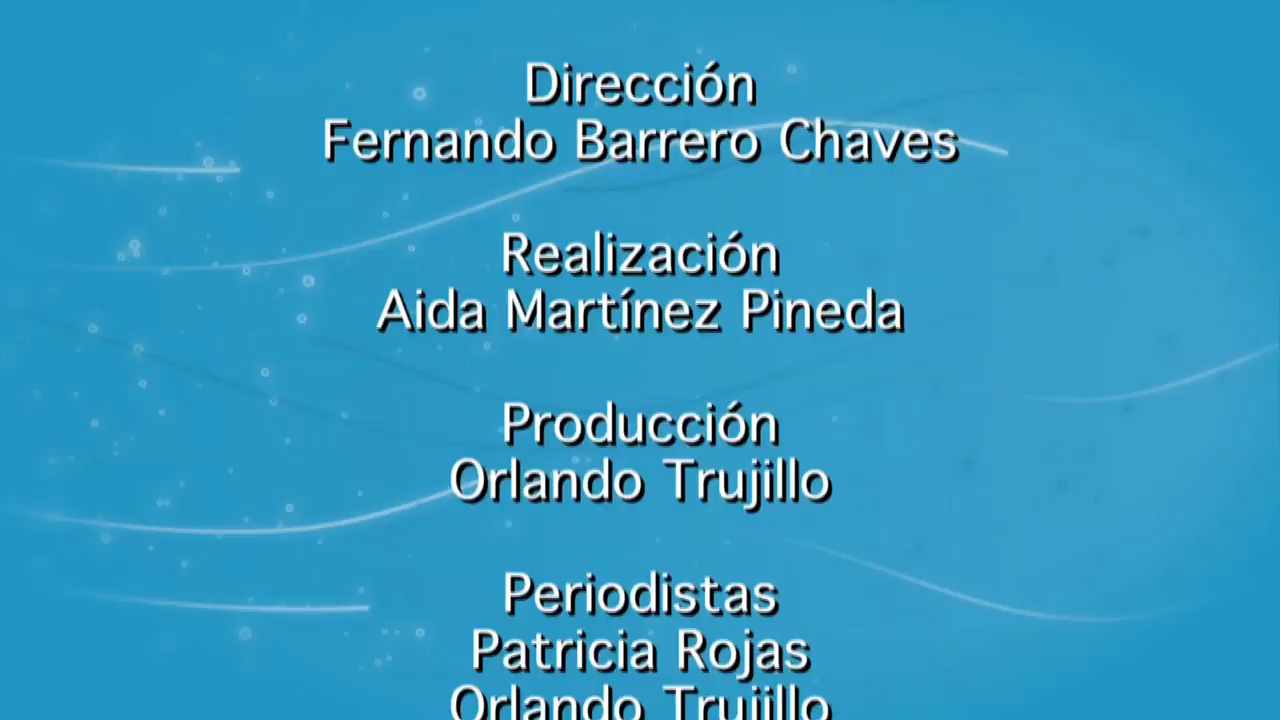 Dirección
Fernando Barrero Chaves
Realización
Aida Martínez Pineda
Producción
Orlando Trujillo
Periodistas
Patricia Rojas
Orlando Trujillo